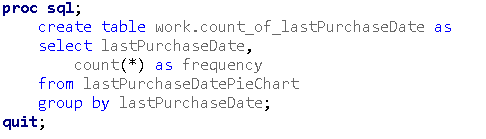 proc sql;
create table work.count_of_lastPurchaseDate as
select lastPurchaseDate,
count(*) as frequency
from lastPurchaseDatePieChart
group by lastPurchaseDate;
quit;